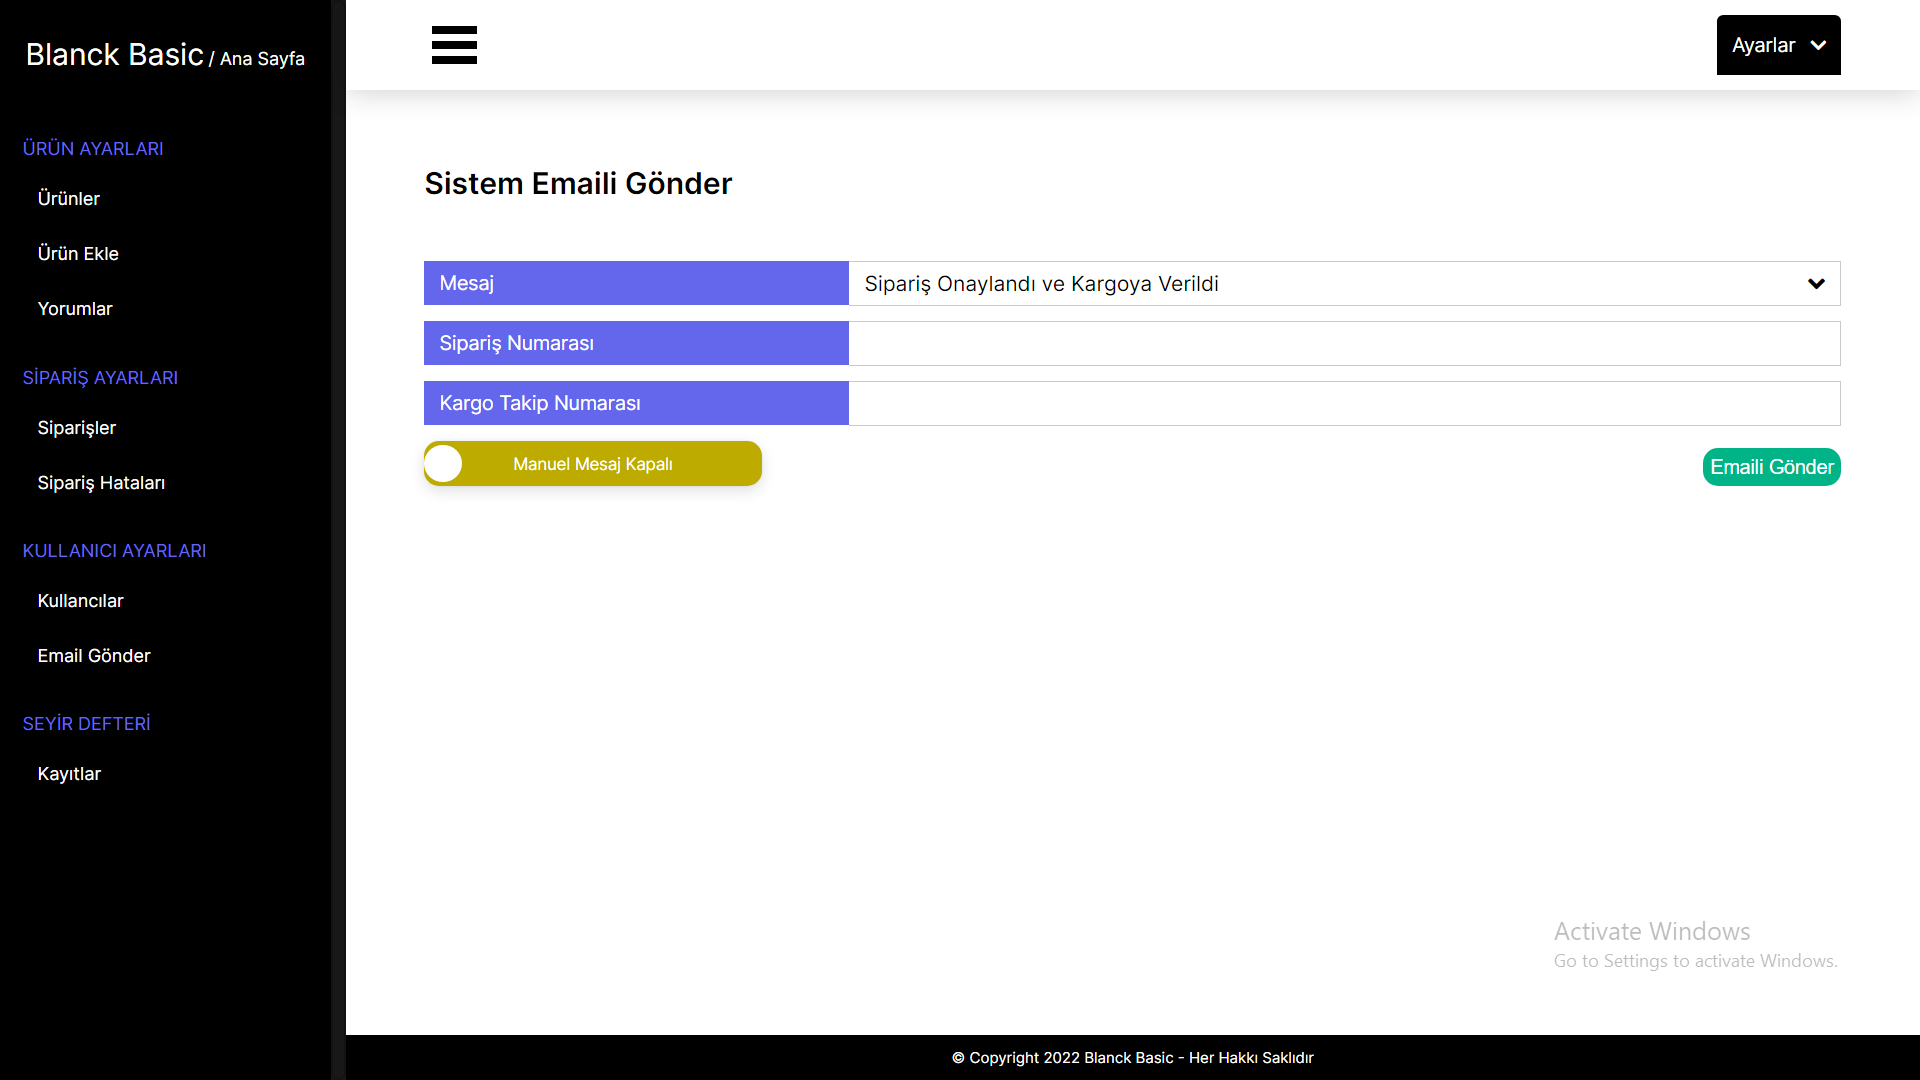 Blanck Basic / Ana Sayfa
ÜRÜN AYARLARI
Ürünler
Ürün Ekle
Yorumlar
SİPARİŞ AYARLARI
Siparişler
Sipariş Hataları
KULLANICI AYARLARI
Kullancılar
Email Gönder
SEYİR DEFTERİ
Kayıtlar
Ayarlar
Sistem Emaili Gönder
Mesaj
Sipariş Onaylandı ve Kargoya Verildi
Sipariş Numarası
Kargo Takip Numarası
Manuel Mesaj Kapalı
Emaili Gönder
Activate Windows
Go to Settings to activate Windows.
© Copyright 2022 Blanck Basic - Her Hakkı Saklıdır